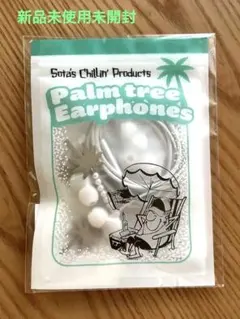 新品未使用未開封
Sota's Chillin' Products
Palm tree
Earphones